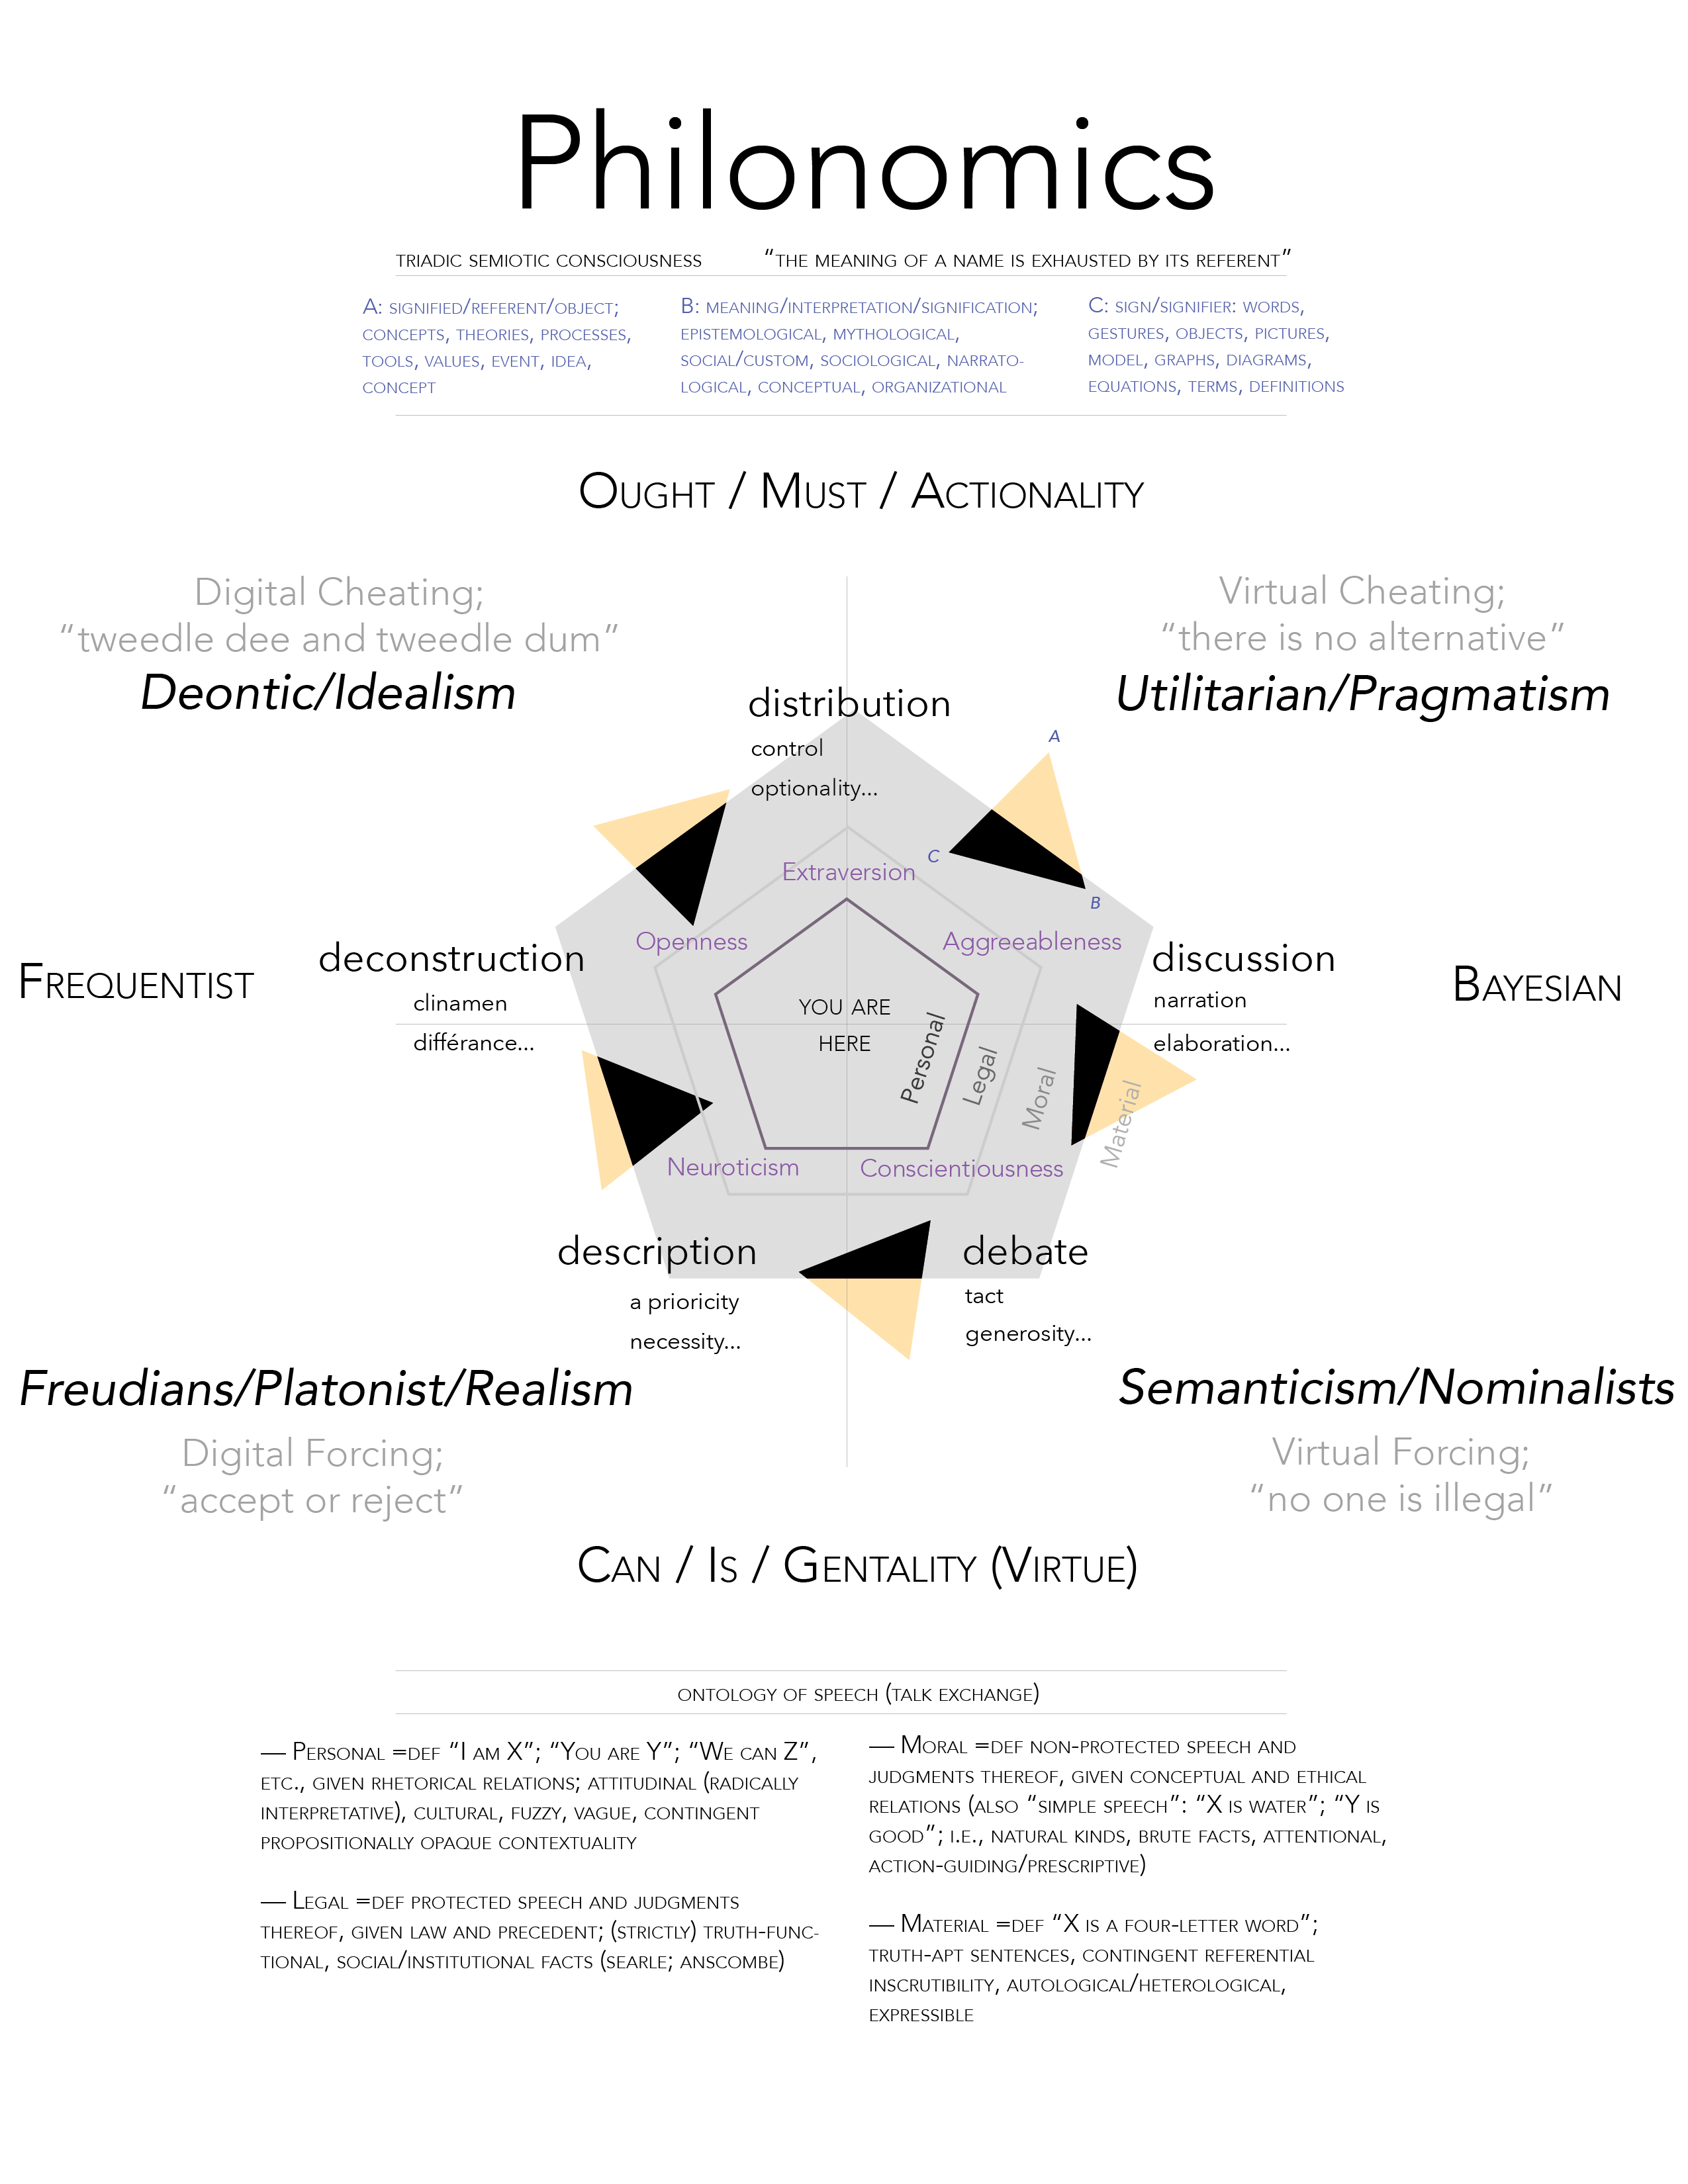 Philonomics
TRIADIC SEMIOTIC CONSCIOUSNESS
“THE MEANING OF A NAME IS EXHAUSTED BY ITS REFERENT”
A: SIGNIFIED/REFERENT/OBJECT;
CONCEPTS, THEORIES, PROCESSES,
TOOLS, VALUES, EVENT, IDEA,
CONCEPT
B: MEANING/INTERPRETATION/SIGNIFICATION;
EPISTEMOLOGICAL, MYTHOLOGICAL,
SOCIAL/CUSTOM, SOCIOLOGICAL, NARRATO-
LOGICAL, CONCEPTUAL, ORGANIZATIONAL
C: SIGN/SIGNIFIER: WORDS,
GESTURES, OBJECTS, PICTURES,
MODEL, GRAPHS, DIAGRAMS,
EQUATIONS, TERMS, DEFINITIONS
OUGHT / MUST / ACTIONALITY
Digital Cheating;
“tweedle dee and tweedle dum”
Deontic/Idealism
Virtual Cheating;
“there is no alternative”
Utilitarian/Pragmatism
distribution
control
optionality...
A
C
B
Extraversion
Openness
Aggreeableness
FREQUENTIST
deconstruction
clinamen
différance...
YOU ARE
HERE
Personal
Legal
Moral
Material
discussion
narration
elaboration...
BAYESIAN
Neuroticism
Conscientiousness
description
a prioricity
necessity...
debate
tact
generosity...
Freudians/Platonist/Realism
Digital Forcing;
“accept or reject”
Semanticism/Nominalists
Virtual Forcing;
“no one is illegal”
CAN / IS / GENTALITY (VIRTUE)
ONTOLOGY OF SPEECH (TALK EXCHANGE)
— PERSONAL =DEF “I AM X”; “YOU ARE Y”; “WE CAN Z”,
ETC., GIVEN RHETORICAL RELATIONS; ATTITUDINAL (RADICALLY
INTERPRETATIVE), CULTURAL, FUZZY, VAGUE, CONTINGENT
PROPOSITIONALLY OPAQUE CONTEXTUALITY
— LEGAL =DEF PROTECTED SPEECH AND JUDGMENTS
THEREOF, GIVEN LAW AND PRECEDENT; (STRICTLY) TRUTH-FUNC-
TIONAL, SOCIAL/INSTITUTIONAL FACTS (SEARLE; ANSCOMBE)
— MORAL =DEF NON-PROTECTED SPEECH AND
JUDGMENTS THEREOF, GIVEN CONCEPTUAL AND ETHICAL
RELATIONS (ALSO “SIMPLE SPEECH”: “X IS WATER”; “Y IS
GOOD”; I.E., NATURAL KINDS, BRUTE FACTS, ATTENTIONAL,
ACTION-GUIDING/PRESCRIPTIVE)
— MATERIAL =DEF “X IS A FOUR-LETTER WORD”;
TRUTH-APT SENTENCES, CONTINGENT REFERENTIAL
INSCRUTIBILITY, AUTOLOGICAL/HETEROLOGICAL,
EXPRESSIBLE